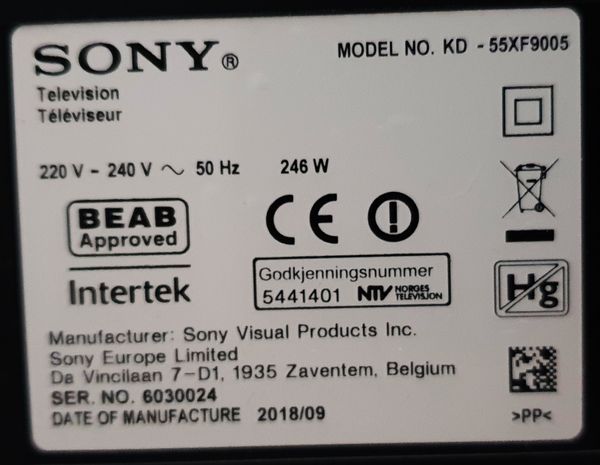 SONY®
MODEL NO. KD - 55XF9005
Television
Téléviseur
220 V - 240 V ~ 50 Hz 246 W
BEAB
Approved
Intertek
CE
Godkjenningsnummer
5441401 NTV NORGES TELEVISJON
Hg
Manufacturer: Sony Visual Products Inc.
Sony Europe Limited
Da Vincilaan 7-D1, 1935 Zaventem, Belgium
SER. NO. 6030024
DATE OF MANUFACTURE 2018/09
>PP<